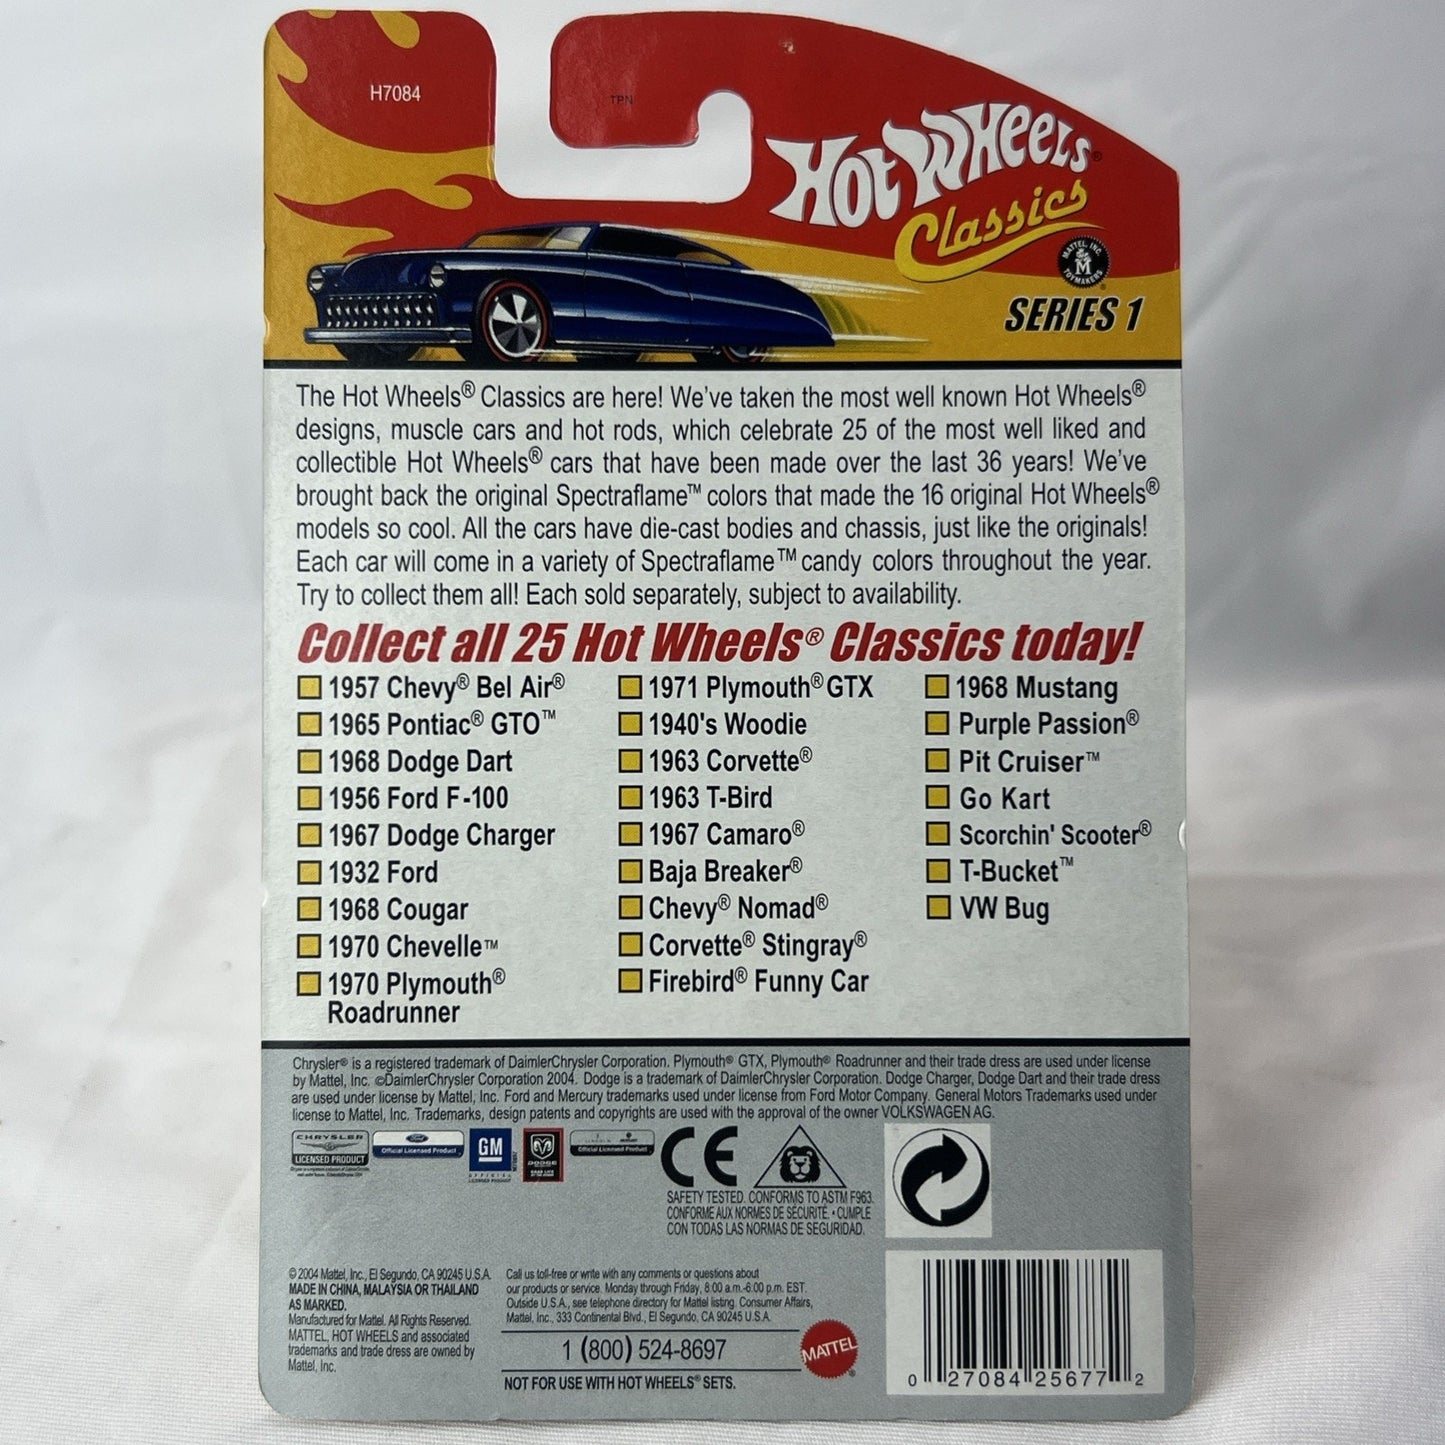 H7084
TPN
Hot Wheels®
Classics
MATTEL, INC.
M
TOYMAKERS
®
SERIES 1
The Hot Wheels® Classics are here! We've taken the most well known Hot Wheels®
designs, muscle cars and hot rods, which celebrate 25 of the most well liked and
collectible Hot Wheels® cars that have been made over the last 36 years! We've
brought back the original Spectraflame™ colors that made the 16 original Hot Wheels®
models so cool. All the cars have die-cast bodies and chassis, just like the originals!
Each car will come in a variety of Spectraflame™ candy colors throughout the year.
Try to collect them all! Each sold separately, subject to availability.
Collect all 25 Hot Wheels® Classics today!
1957 Chevy® Bel Air®
1965 Pontiac® GTO™
1968 Dodge Dart
1956 Ford F-100
1967 Dodge Charger
1932 Ford
1968 Cougar
1970 Chevelle™
1970 Plymouth®
Roadrunner
1971 Plymouth® GTX
1940's Woodie
1963 Corvette®
1963 T-Bird
1967 Camaro®
Baja Breaker®
Chevy® Nomad®
Corvette® Stingray®
Firebird® Funny Car
1968 Mustang
Purple Passion®
Pit Cruiser™
Go Kart
Scorchin' Scooter®
T-Bucket™
VW Bug
Chrysler® is a registered trademark of DaimlerChrysler Corporation. Plymouth® GTX, Plymouth® Roadrunner and their trade dress are used under license
by Mattel, Inc. ©DaimlerChrysler Corporation 2004. Dodge is a trademark of DaimlerChrysler Corporation. Dodge Charger, Dodge Dart and their trade dress
are used under license by Mattel, Inc. Ford and Mercury trademarks used under license from Ford Motor Company. General Motors Trademarks used under
license to Mattel, Inc. Trademarks, design patents and copyrights are used with the approval of the owner VOLKSWAGEN AG.
CHRYSLER
LICENSED PRODUCT
Ford
Official Licensed Product
GM
OFFICIAL
LICENSED PRODUCT
DODGE
LINCOLN
Official Licensed Product
CE
SAFETY TESTED. CONFORMS TO ASTM F963.
CONFORME AUX NORMES DE SÉCURITÉ. • CUMPLE
CON TODAS LAS NORMAS DE SEGURIDAD.
© 2004 Mattel, Inc., El Segundo, CA 90245 U.S.A.
MADE IN CHINA, MALAYSIA OR THAILAND
AS MARKED.
Manufactured for Mattel. All Rights Reserved.
MATTEL, HOT WHEELS and associated
trademarks and trade dress are owned by
Mattel, Inc.
Call us toll-free or write with any comments or questions about
our products or service. Monday through Friday, 8:00 a.m.-6:00 p.m. EST.
Outside U.S.A., see telephone directory for Mattel listing. Consumer Affairs,
Mattel, Inc., 333 Continental Blvd., El Segundo, CA 90245 U.S.A.
1 (800) 524-8697
NOT FOR USE WITH HOT WHEELS® SETS.
MATTEL
®
0 27084 25677 2